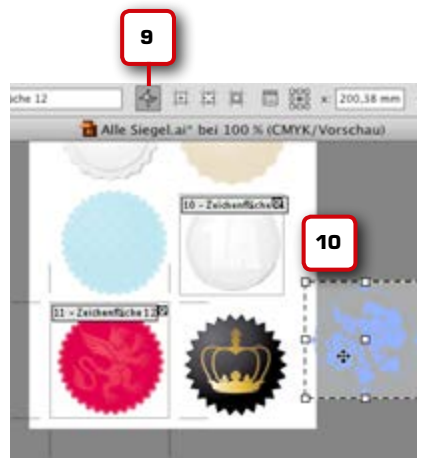 9
che 12
x: 200,38 mm
Alle Siegel.ai* bei 100 % (CMYK/Vorschau)
10 - Zeichenfläche
10
11 - Zeichenfläche 12